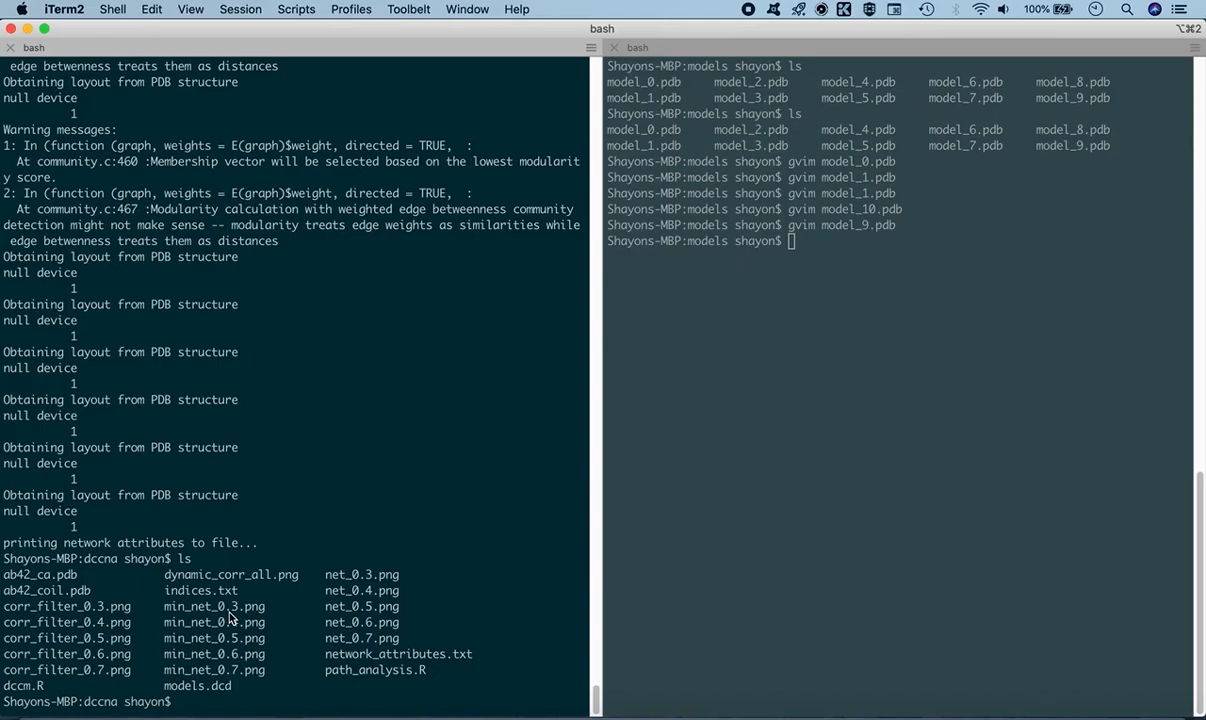 iTerm2 Shell Edit View Session Scripts Profiles Toolbelt Window Help 100%
bash ⌥⌘2
bash
edge betwenness treats them as distances
Obtaining layout from PDB structure
null device
1
Warning messages:
1: In (function (graph, weights = E(graph)$weight, directed = TRUE,  :
At community.c:460 :Membership vector will be selected based on the lowest modularit
y score.
2: In (function (graph, weights = E(graph)$weight, directed = TRUE,  :
At community.c:467 :Modularity calculation with weighted edge betweenness community
detection might not make sense -- modularity treats edge weights as similarities while
edge betwenness treats them as distances
Obtaining layout from PDB structure
null device
1
Obtaining layout from PDB structure
null device
1
Obtaining layout from PDB structure
null device
1
Obtaining layout from PDB structure
null device
1
Obtaining layout from PDB structure
null device
1
Obtaining layout from PDB structure
null device
1
printing network attributes to file...
Shayons-MBP:dccna shayon$ ls
ab42_ca.pdb dynamic_corr_all.png net_0.3.png
ab42_coil.pdb indices.txt net_0.4.png
corr_filter_0.3.png min_net_0.3.png net_0.5.png
corr_filter_0.4.png min_net_0.4.png net_0.6.png
corr_filter_0.5.png min_net_0.5.png net_0.7.png
corr_filter_0.6.png min_net_0.6.png network_attributes.txt
corr_filter_0.7.png min_net_0.7.png path_analysis.R
dccm.R models.dcd
Shayons-MBP:dccna shayon$
bash
Shayons-MBP:models shayon$ ls
model_0.pdb model_2.pdb model_4.pdb model_6.pdb model_8.pdb
model_1.pdb model_3.pdb model_5.pdb model_7.pdb model_9.pdb
Shayons-MBP:models shayon$ ls
model_0.pdb model_2.pdb model_4.pdb model_6.pdb model_8.pdb
model_1.pdb model_3.pdb model_5.pdb model_7.pdb model_9.pdb
Shayons-MBP:models shayon$ gvim model_0.pdb
Shayons-MBP:models shayon$ gvim model_1.pdb
Shayons-MBP:models shayon$ gvim model_1.pdb
Shayons-MBP:models shayon$ gvim model_10.pdb
Shayons-MBP:models shayon$ gvim model_9.pdb
Shayons-MBP:models shayon$